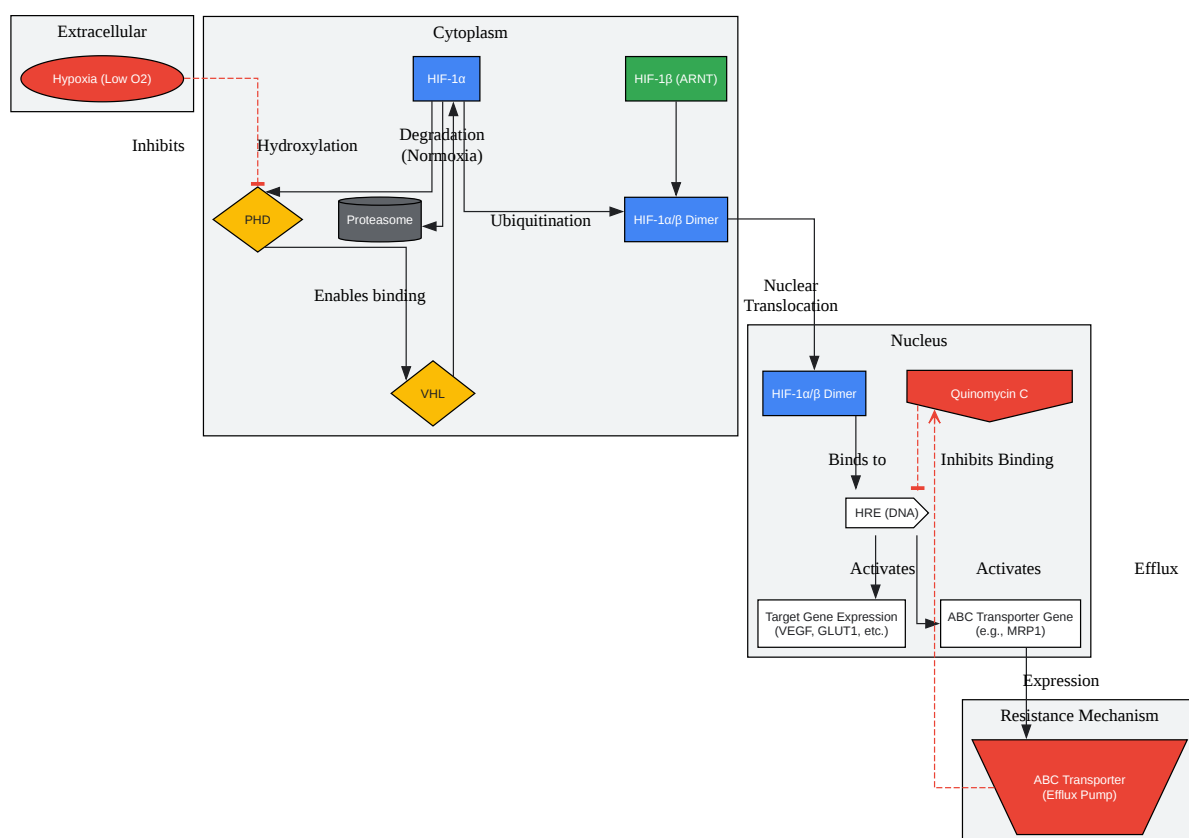 Extracellular
Cytoplasm
Hypoxia (Low O2)
HIF-1α
HIF-1β (ARNT)
Inhibits
Hydroxylation
Degradation
(Normoxia)
PHD
Proteasome
Ubiquitination
HIF-1α/β Dimer
Enables binding
Nuclear
Translocation
Nucleus
VHL
HIF-1α/β Dimer
Quinomycin C
Binds to
Inhibits Binding
HRE (DNA)
Activates
Activates
Efflux
Target Gene Expression
(VEGF, GLUT1, etc.)
ABC Transporter Gene
(e.g., MRP1)
Expression
Resistance Mechanism
ABC Transporter
(Efflux Pump)